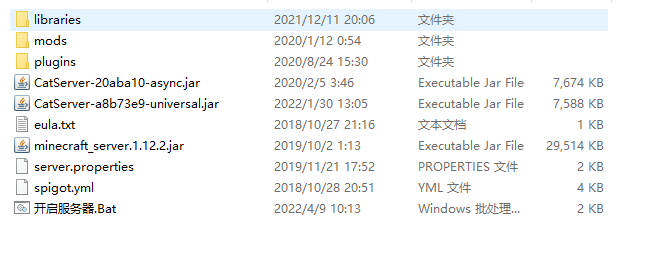 libraries 2021/12/11 20:06 文件夹
mods 2020/1/12 0:54 文件夹
plugins 2020/8/24 15:30 文件夹
CatServer-20aba10-async.jar 2020/2/5 3:46 Executable Jar File 7,674 KB
CatServer-a8b73e9-universal.jar 2022/1/30 13:05 Executable Jar File 7,588 KB
eula.txt 2018/10/27 21:16 文本文档 1 KB
minecraft_server.1.12.2.jar 2019/10/2 1:13 Executable Jar File 29,514 KB
server.properties 2019/11/21 17:52 PROPERTIES 文件 2 KB
spigot.yml 2018/10/28 20:51 YML 文件 4 KB
开启服务器.Bat 2022/4/9 10:13 Windows 批处理... 2 KB